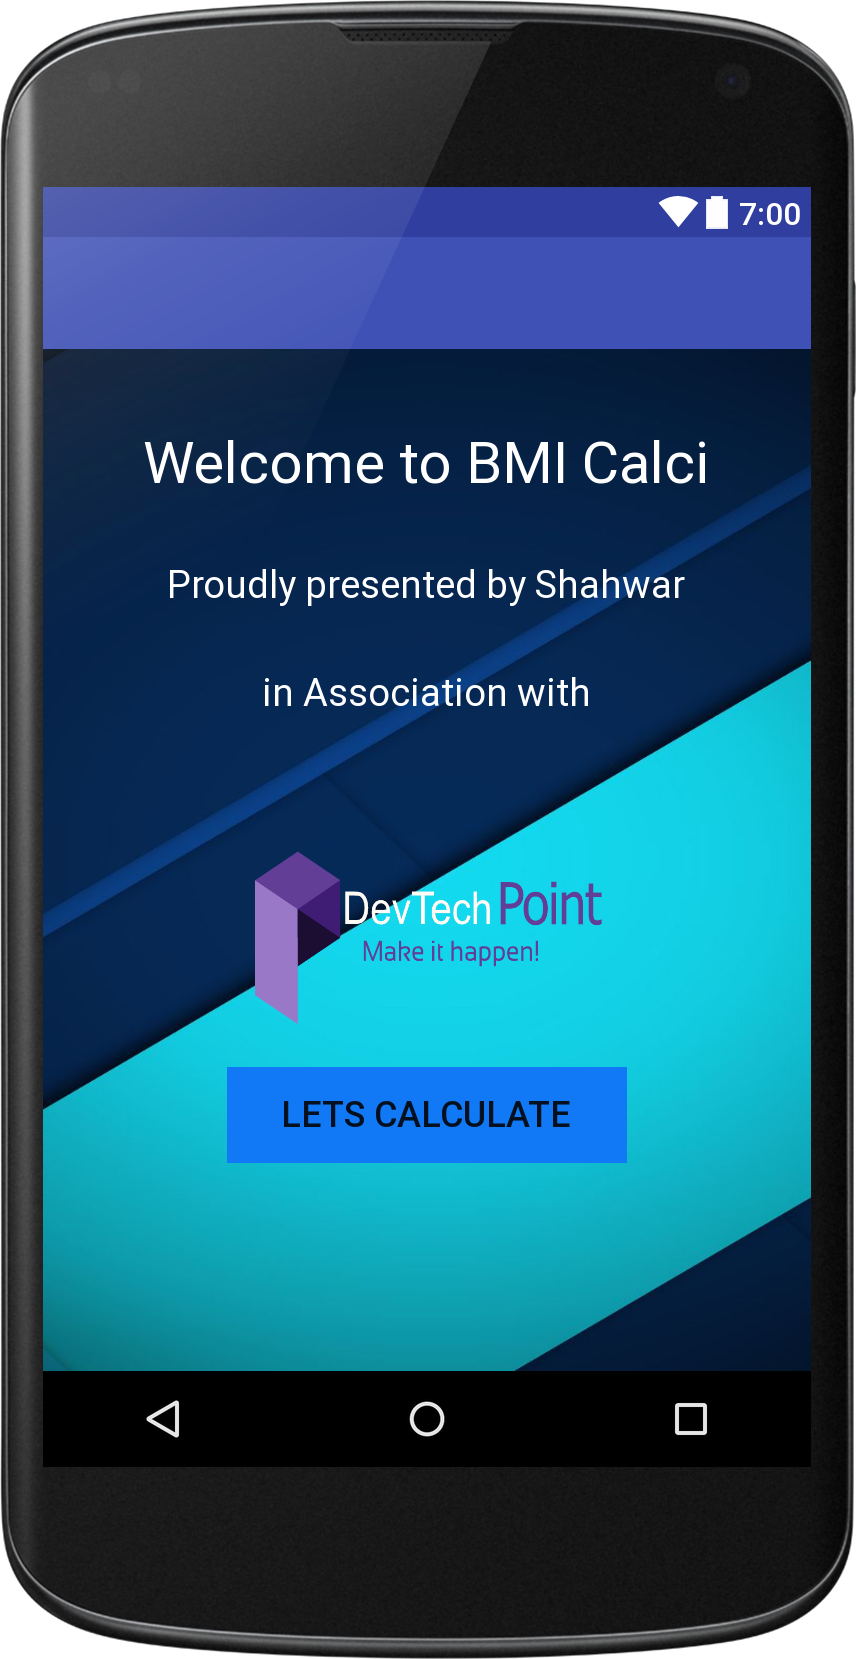 7:00
Welcome to BMI Calci
Proudly presented by Shahwar
in Association with
DevTech Point
Make it happen!
LETS CALCULATE